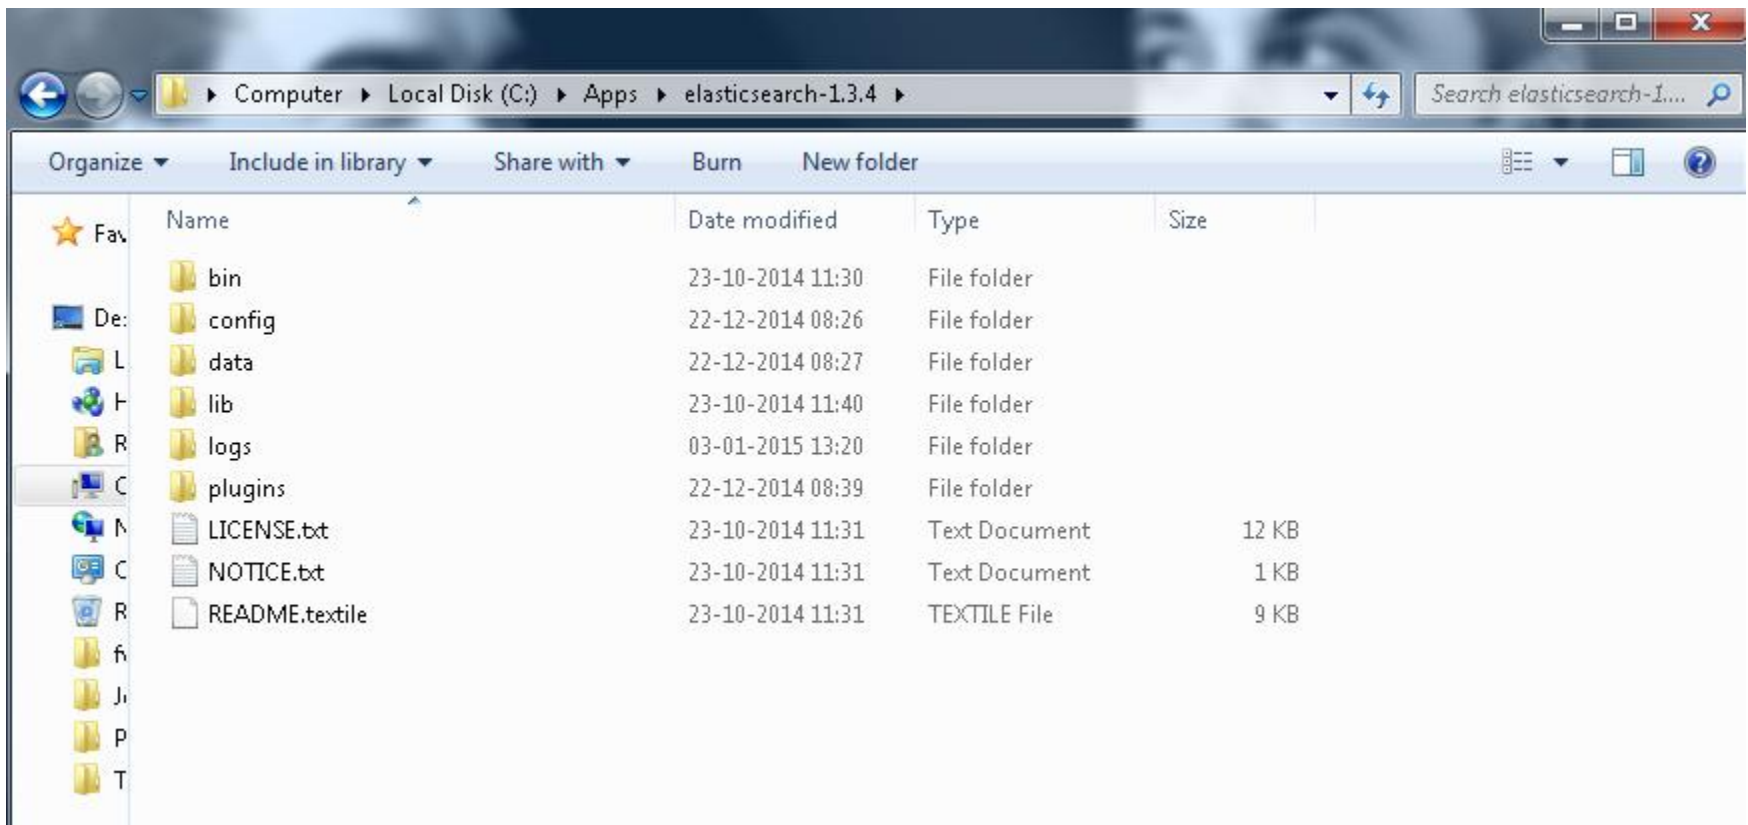 Computer Local Disk (C:) Apps elasticsearch-1.3.4 Search elasticsearch-1....
Organize Include in library Share with Burn New folder
Name Date modified Type Size
bin 23-10-2014 11:30 File folder
config 22-12-2014 08:26 File folder
data 22-12-2014 08:27 File folder
lib 23-10-2014 11:40 File folder
logs 03-01-2015 13:20 File folder
plugins 22-12-2014 08:39 File folder
LICENSE.txt 23-10-2014 11:31 Text Document 12 KB
NOTICE.txt 23-10-2014 11:31 Text Document 1 KB
README.textile 23-10-2014 11:31 TEXTILE File 9 KB